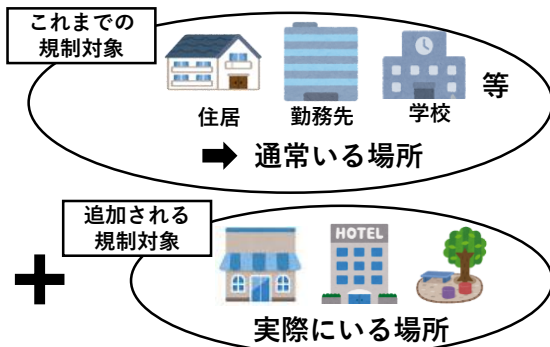 これまでの
規制対象
住居
勤務先
学校
等
➡ 通常いる場所
＋
追加される
規制対象
HOTEL
実際にいる場所